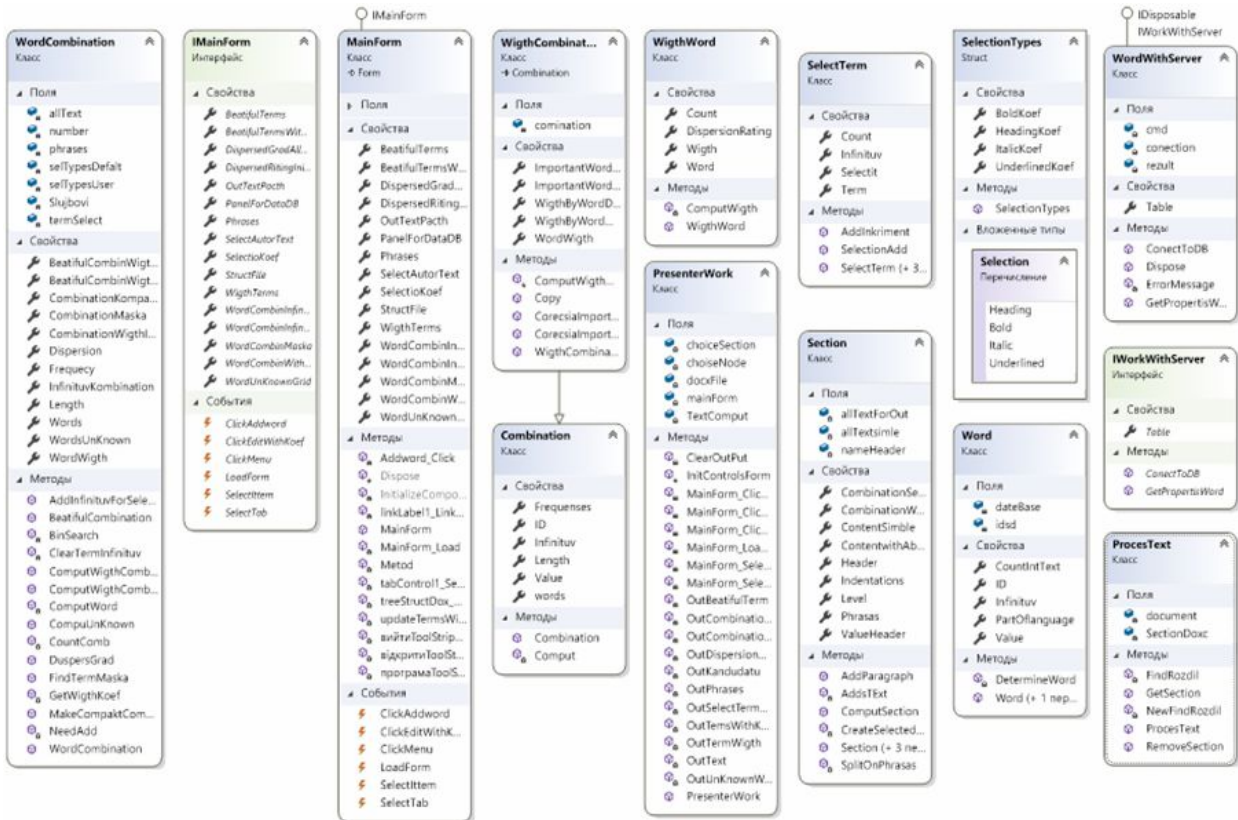 IMainForm
IDisposable
IWorkWithServer
WordCombination
Класс
Поля
allText
number
phrases
selTypesDefalt
selTypesUser
Slujbovi
termSelect
Свойства
BeatifulCombinWigt...
BeatifulCombinWigt...
CombinationKompa...
CombinationMaska
CombinationWigthI...
Dispersion
Frequecy
InfinituvKombination
Length
Words
WordsUnKnown
WordWigth
Методы
AddInfinituvForSele...
BeatifulCombination
BinSearch
ClearTermInfinituv
ComputWigthComb...
ComputWigthComb...
ComputWord
CompuUnKnown
CountComb
DuspersGrad
FindTermMaska
GetWigthKoef
MakeCompaktCom...
NeedAdd
WordCombination
IMainForm
Интерфейс
Свойства
BeatifulTerms
BeatifulTermsWit...
DispersedGradAll...
DispersedRitingIni...
OutTextPacth
PanelForDataDB
Phrases
SelectAutorText
SelectioKoef
StructFile
WigthTerms
WordCombinInfin...
WordCombinInfin...
WordCombinMaska
WordCombinWith...
WordUnKnownGrid
События
ClickAddword
ClickEditWithKoef
ClickMenu
LoadForm
SelectIttem
SelectTab
MainForm
Класс
Form
Поля
Свойства
BeatifulTerms
BeatifulTermsW...
DispersedGrad...
DispersedRiting...
OutTextPacth
PanelForDataDB
Phrases
SelectAutorText
SelectioKoef
StructFile
WigthTerms
WordCombinIn...
WordCombinIn...
WordCombinM...
WordCombinW...
WordUnKnown...
Методы
Addword_Click
Dispose
InitializeCompo...
linkLabel1_Link...
MainForm
MainForm_Load
Metod
tabControl1_Se...
treeStructDox_...
updateTermsWi...
вийтиToolStrip...
відкритиToolSt...
програмаToolS...
События
ClickAddword
ClickEditWithK...
ClickMenu
LoadForm
SelectIttem
SelectTab
WigthCombinat...
Класс
Combination
Поля
comination
Свойства
ImportantWord...
ImportantWord...
WigthByWordD...
WigthByWord...
WordWigth
Методы
ComputWigth...
Copy
CorecsiaImport...
CorecsiaImport...
WigthCombina...
Combination
Класс
Свойства
Frequenses
ID
Infinituv
Length
Value
words
Методы
Combination
Comput
WigthWord
Класс
Свойства
Count
DispersionRating
Wigth
Word
Методы
ComputWigth
WigthWord
PresenterWork
Класс
Поля
choiceSection
choiseNode
docxFile
mainForm
TextComput
Методы
ClearOutPut
InitControlsForm
MainForm_Clic...
MainForm_Clic...
MainForm_Clic...
MainForm_Loa...
MainForm_Sele...
MainForm_Sele...
OutBeatifulTerm
OutCombinatio...
OutCombinatio...
OutDispersion...
OutKandudatu
OutPhrases
OutSelectTerm...
OutTemsWithK...
OutTermWigth
OutText
OutUnKnownW...
PresenterWork
SelectTerm
Класс
Свойства
Count
Infinituv
Selectit
Term
Методы
AddInkriment
SelectionAdd
SelectTerm (+ 3...
Section
Класс
Поля
allTextForOut
allTextsimle
nameHeader
Свойства
CombinationSe...
CombinationW...
ContentSimble
ContentwithAb...
Header
Indentations
Level
Phrasas
ValueHeader
Методы
AddParagraph
AddsTExt
ComputSection
CreateSelected...
Section (+ 3 пе...
SplitOnPhrasas
SelectionTypes
Struct
Свойства
BoldKoef
HeadingKoef
ItalicKoef
UnderlinedKoef
Методы
SelectionTypes
Вложенные типы
Selection
Перечисление
Heading
Bold
Italic
Underlined
Word
Класс
Поля
dateBase
idsd
Свойства
CountIntText
ID
Infinituv
PartOflanguage
Value
Методы
DetermineWord
Word (+ 1 пер...
WordWithServer
Класс
Поля
cmd
conection
rezult
Свойства
Table
Методы
ConectToDB
Dispose
ErrorMessage
GetPropertisW...
IWorkWithServer
Интерфейс
Свойства
Table
Методы
ConectToDB
GetPropertisWord
ProcesText
Класс
Поля
document
SectionDoxc
Методы
FindRozdil
GetSection
NewFindRozdil
ProcesText
RemoveSection